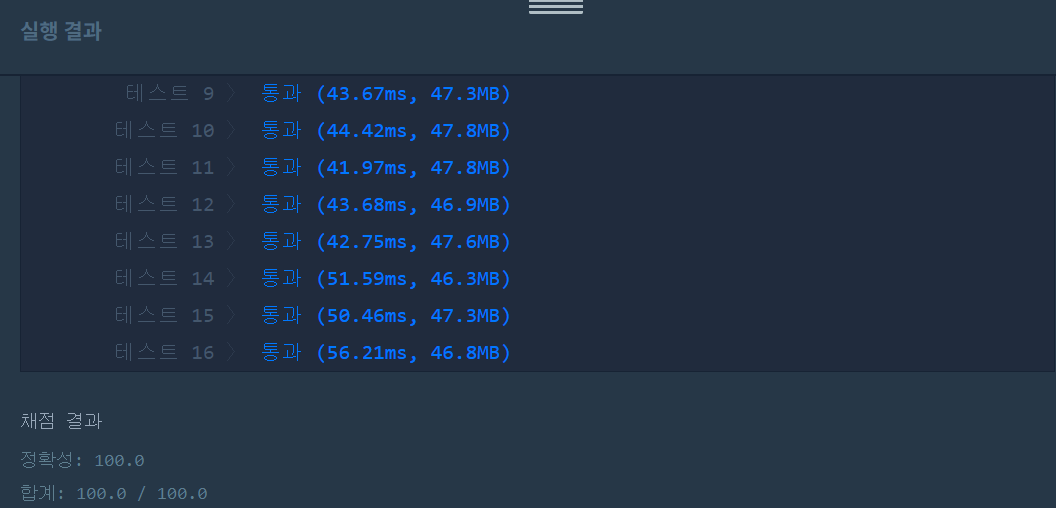 실행 결과
테스트 9 〉 통과 (43.67ms, 47.3MB)
테스트 10 〉 통과 (44.42ms, 47.8MB)
테스트 11 〉 통과 (41.97ms, 47.8MB)
테스트 12 〉 통과 (43.68ms, 46.9MB)
테스트 13 〉 통과 (42.75ms, 47.6MB)
테스트 14 〉 통과 (51.59ms, 46.3MB)
테스트 15 〉 통과 (50.46ms, 47.3MB)
테스트 16 〉 통과 (56.21ms, 46.8MB)
채점 결과
정확성: 100.0
합계: 100.0 / 100.0